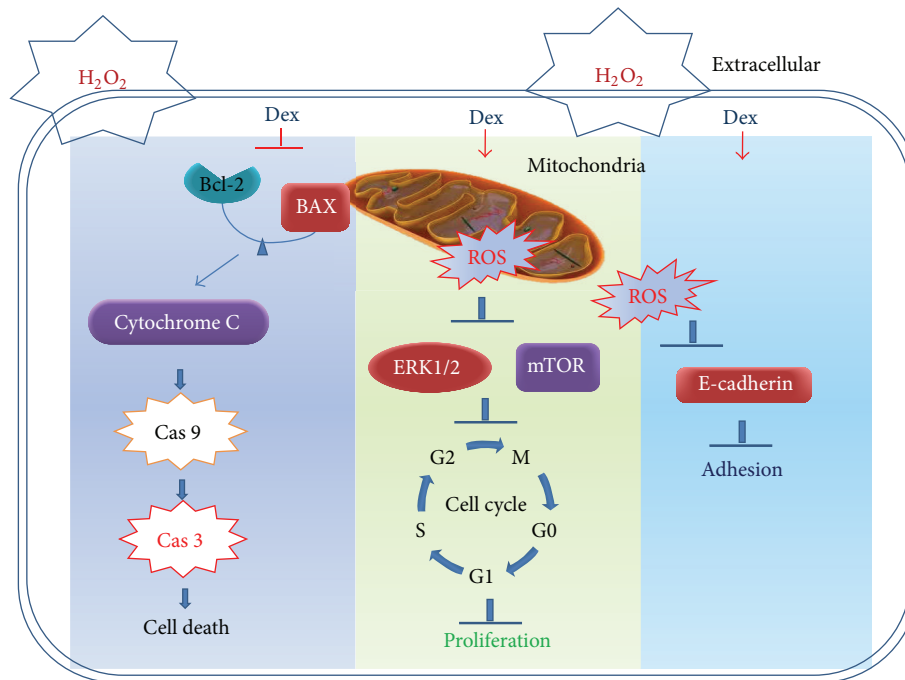 H₂O₂
H₂O₂
Extracellular
Dex
Dex
Dex
Mitochondria
Bcl-2
BAX
ROS
ROS
Cytochrome C
ERK1/2
mTOR
E-cadherin
Cas 9
G2
M
Adhesion
Cell cycle
S
G0
Cas 3
G1
Cell death
Proliferation